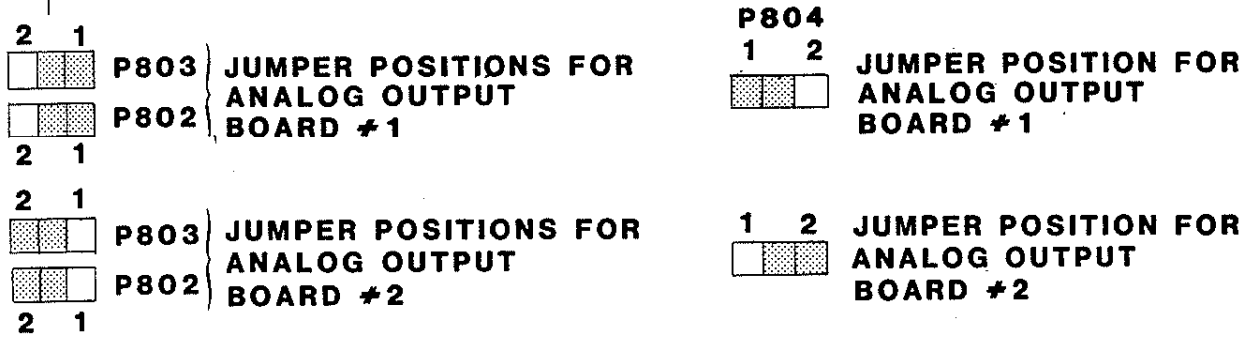 2 1
P803
P802
2 1
JUMPER POSITIONS FOR
ANALOG OUTPUT
BOARD #1
P804
1 2
JUMPER POSITION FOR
ANALOG OUTPUT
BOARD #1
2 1
P803
P802
2 1
JUMPER POSITIONS FOR
ANALOG OUTPUT
BOARD #2
1 2
JUMPER POSITION FOR
ANALOG OUTPUT
BOARD #2